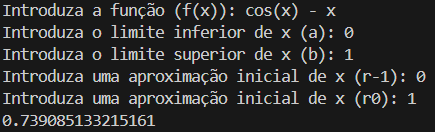 Introduza a função (f(x)): cos(x) - x
Introduza o limite inferior de x (a): 0
Introduza o limite superior de x (b): 1
Introduza uma aproximação inicial de x (r-1): 0
Introduza uma aproximação inicial de x (r0): 1
0.739085133215161